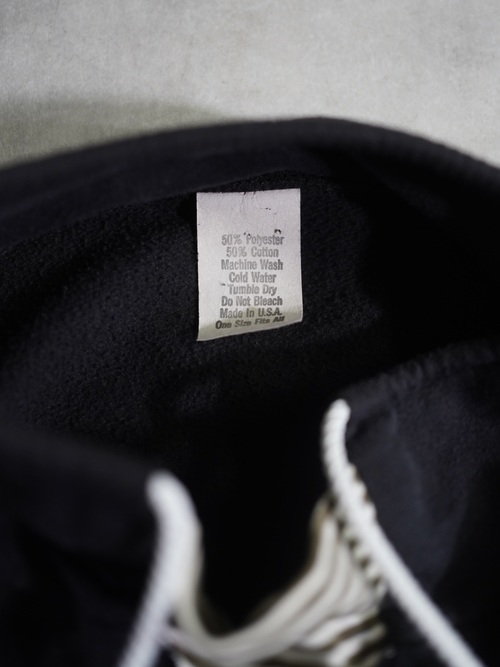 50% Polyester
50% Cotton
Machine Wash
Cold Water
Tumble Dry
Do Not Bleach
Made In U.S.A.
One Size Fits All